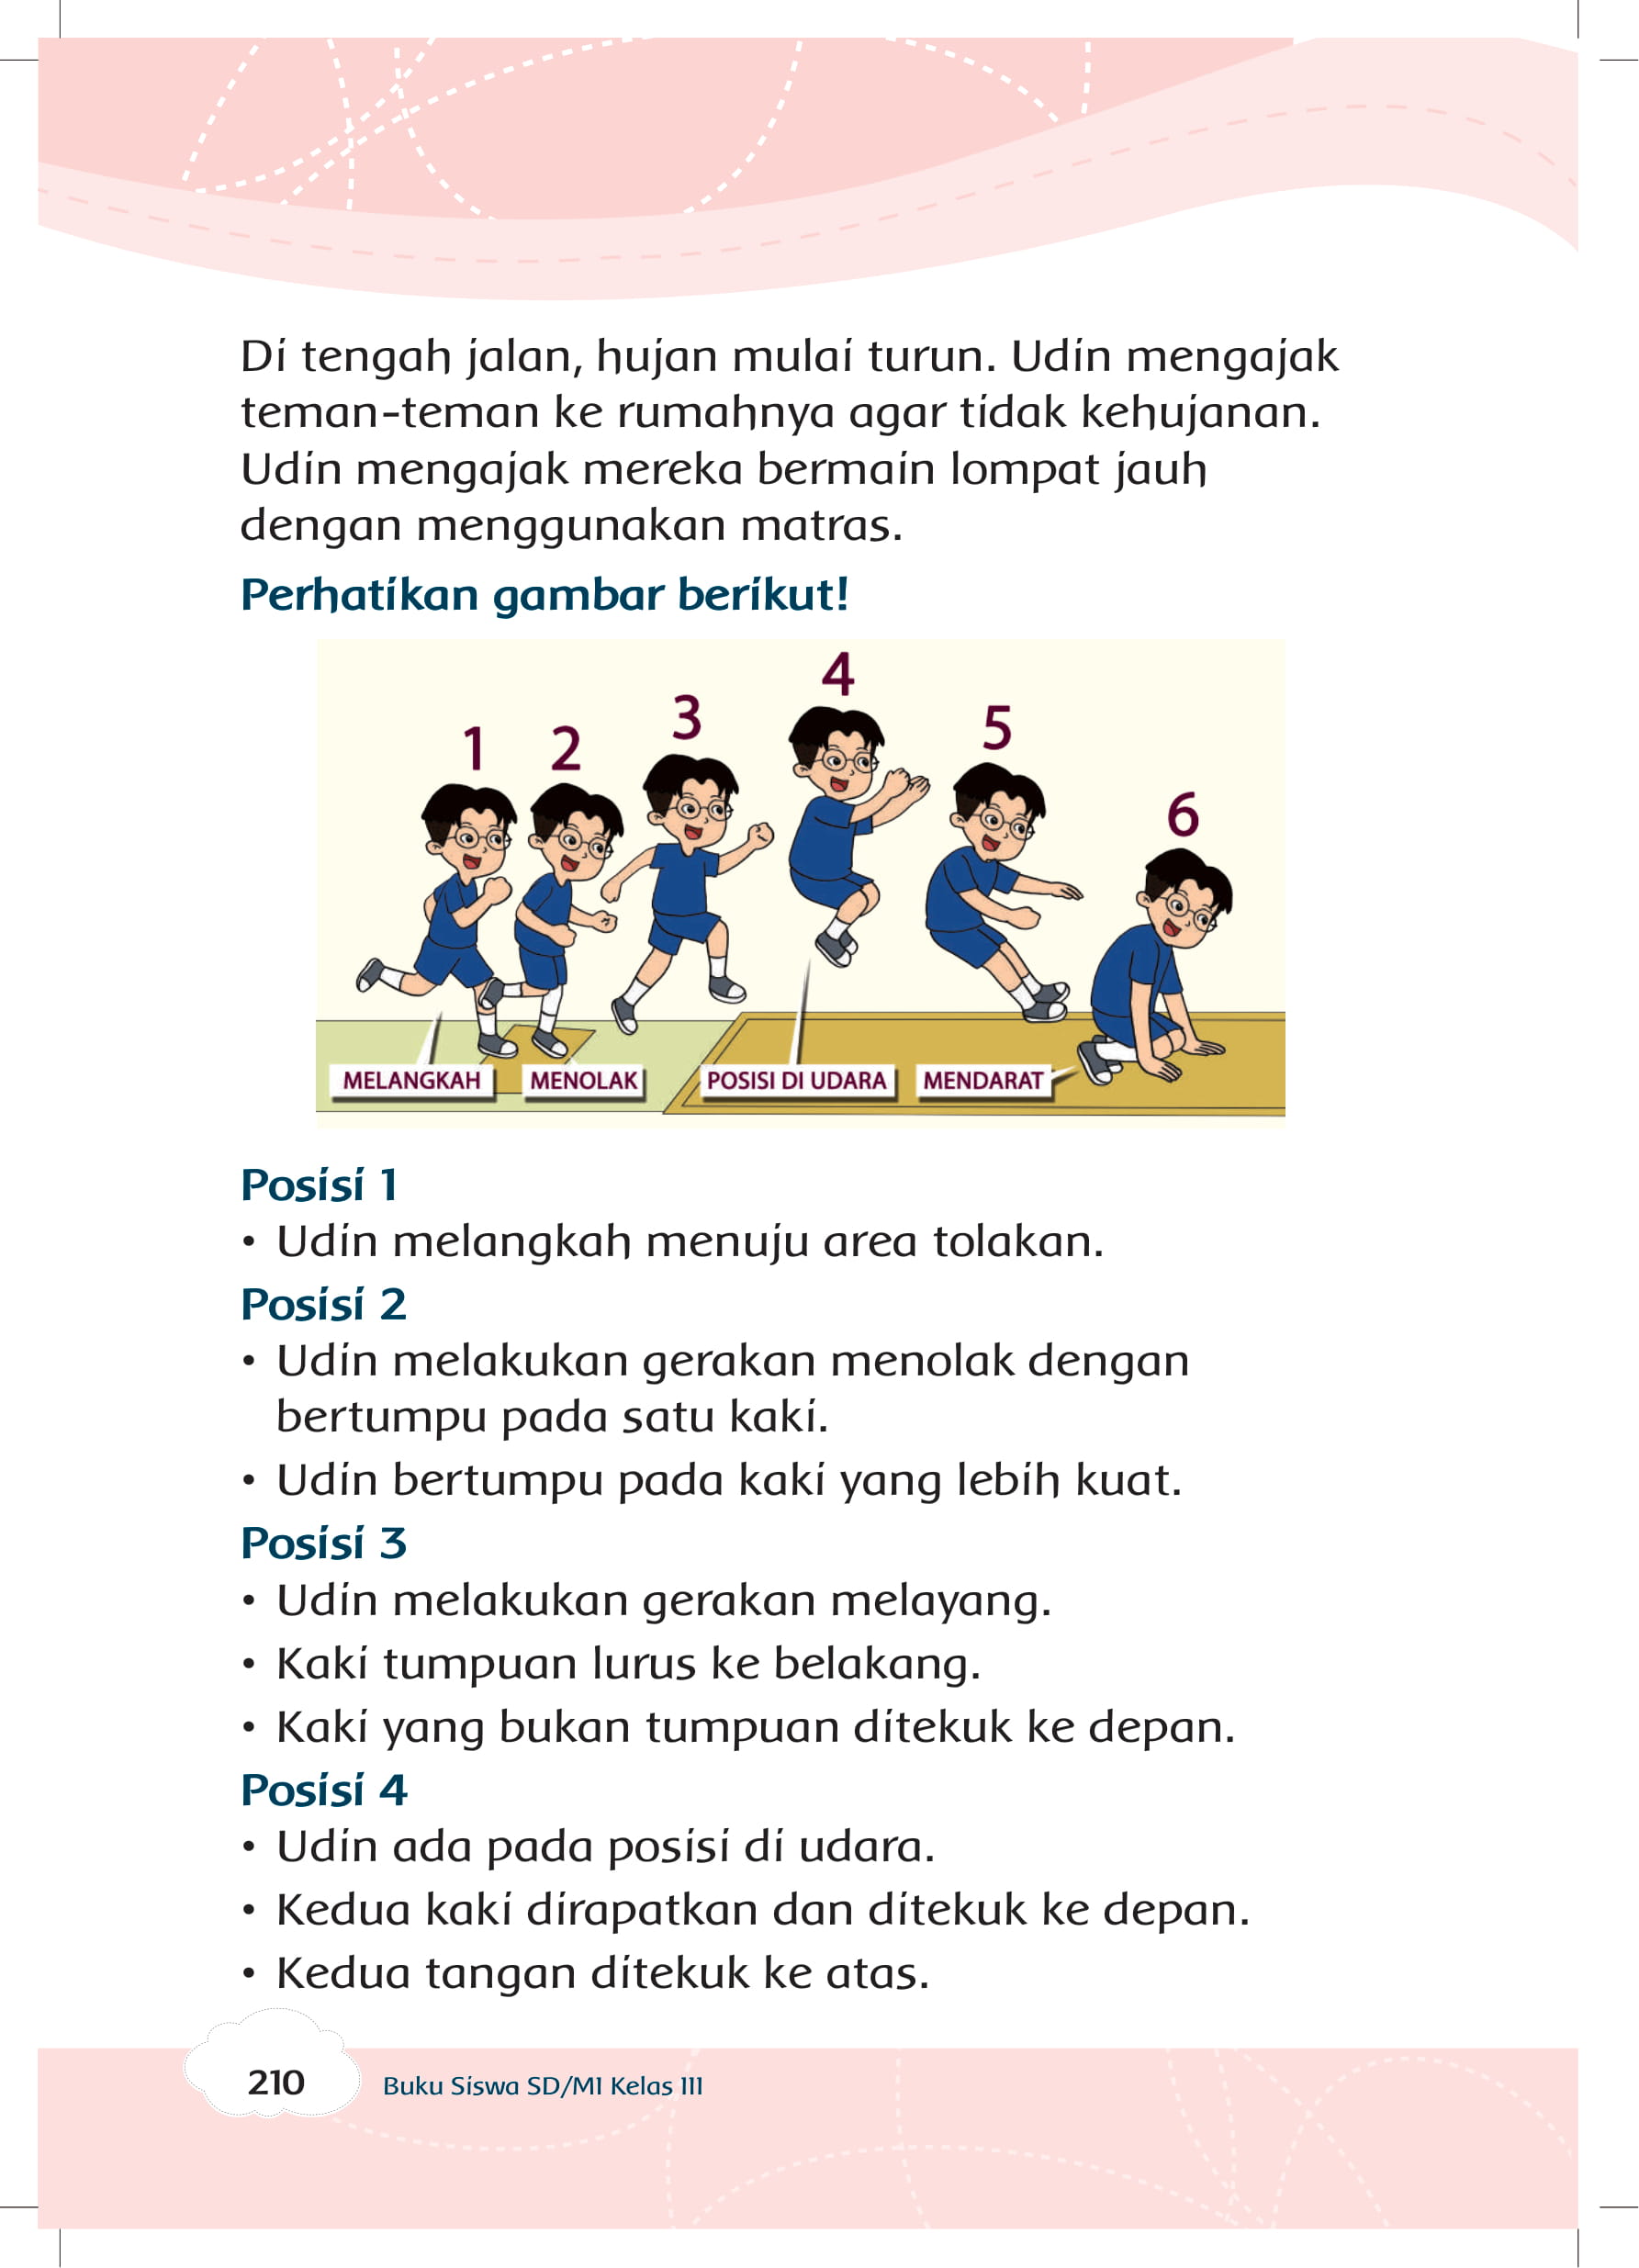 Di tengah jalan, hujan mulai turun. Udin mengajak
teman-teman ke rumahnya agar tidak kehujanan.
Udin mengajak mereka bermain lompat jauh
dengan menggunakan matras.
Perhatikan gambar berikut!
1
2
3
4
5
6
MELANGKAH
MENOLAK
POSISI DI UDARA
MENDARAT
Posisi 1
• Udin melangkah menuju area tolakan.
Posisi 2
• Udin melakukan gerakan menolak dengan
bertumpu pada satu kaki.
• Udin bertumpu pada kaki yang lebih kuat.
Posisi 3
• Udin melakukan gerakan melayang.
• Kaki tumpuan lurus ke belakang.
• Kaki yang bukan tumpuan ditekuk ke depan.
Posisi 4
• Udin ada pada posisi di udara.
• Kedua kaki dirapatkan dan ditekuk ke depan.
• Kedua tangan ditekuk ke atas.
210
Buku Siswa SD/MI Kelas III